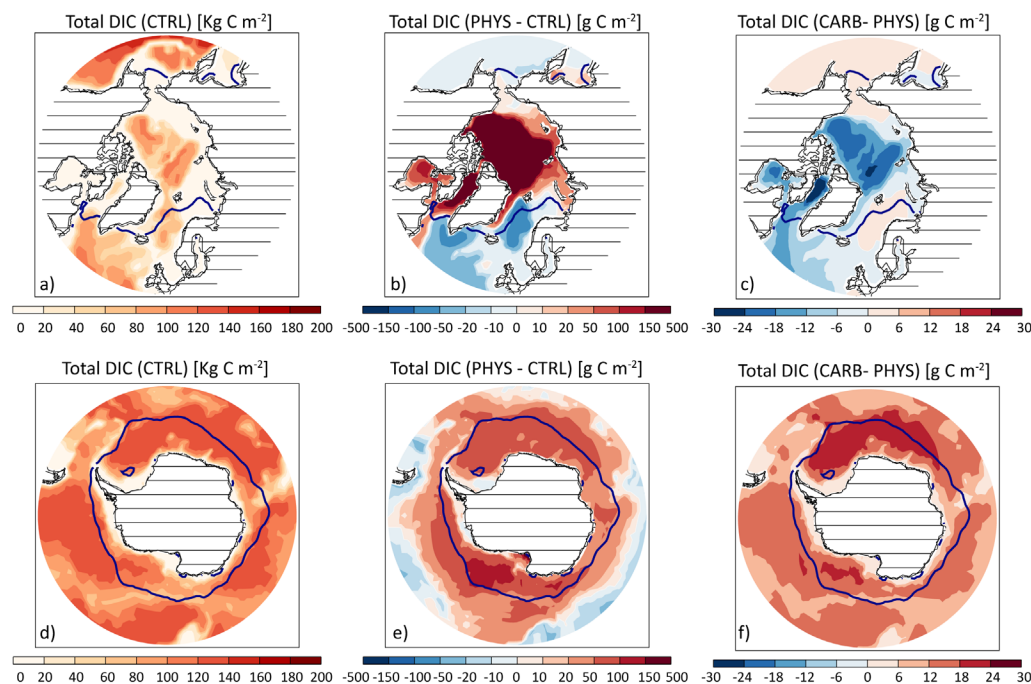 Total DIC (CTRL) [Kg C m⁻²]
Total DIC (PHYS - CTRL) [g C m⁻²]
Total DIC (CARB- PHYS) [g C m⁻²]
a)
b)
c)
0 20 40 60 80 100 120 140 160 180 200
-500 -150 -100 -50 -10 0 10 20 50 100 150 500
-30 -24 -18 -12 -6 0 6 12 18 24 30
Total DIC (CTRL) [Kg C m⁻²]
Total DIC (PHYS - CTRL) [g C m⁻²]
Total DIC (CARB- PHYS) [g C m⁻²]
d)
e)
f)
0 20 40 60 80 100 120 140 160 180 200
-500 -150 -100 -50 -10 0 10 20 50 100 150 500
-30 -24 -18 -12 -6 0 6 12 18 24 30